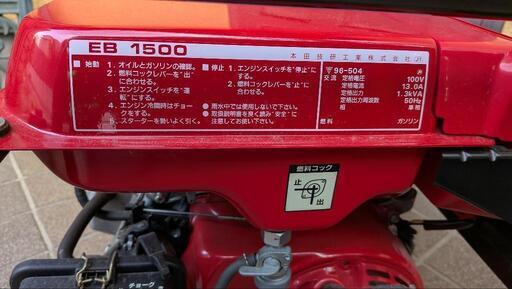 EB 1500
本田技研工業株式会社
■ 始動
1. オイルとガソリンの確認。
2. 燃料コックレバーを"出"
に合わせる。
3. エンジンスイッチを"運
転"にする。
4. エンジン冷間時はチョー
クをする。
5. スターターを勢いよく引く。
■ 停止
1. エンジンスイッチを"停止"に
する。
2. 燃料コックレバーを"止"に
合わせる。
● 雨水中では使用しないで下さい。
● 取扱説明書を良く読み"安全"に
注意して下さい。
96-504
交流 定格電圧 100V
定格電流 13.0A
定格出力 1.3kVA
定格出力周波数 50Hz
相 単相
燃料 ガソリン
燃料コック
止
出
チョーク